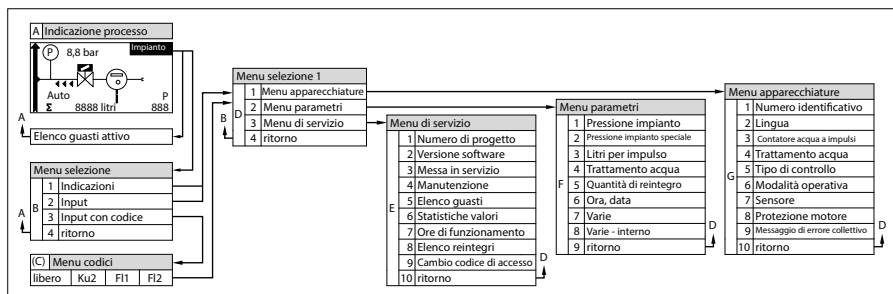 A Indicazione processo
P 8,8 bar Impianto
Auto P
Σ 8888 litri 888
A
Elenco guasti attivo
Menu selezione
B
1 Indicazioni
2 Input
3 Input con codice
4 ritorno
A
(C) Menu codici
libero Ku2 Fl1 Fl2
Menu selezione 1
D
1 Menu apparecchiature
2 Menu parametri
3 Menu di servizio
4 ritorno
B
Menu di servizio
E
1 Numero di progetto
2 Versione software
3 Messa in servizio
4 Manutenzione
5 Elenco guasti
6 Statistiche valori
7 Ore di funzionamento
8 Elenco reintegri
9 Cambio codice di accesso
10 ritorno
D
Menu parametri
F
1 Pressione impianto
2 Pressione impianto speciale
3 Litri per impulso
4 Trattamento acqua
5 Quantità di reintegro
6 Ora, data
7 Varie
8 Varie - interno
9 ritorno
D
Menu apparecchiature
G
1 Numero identificativo
2 Lingua
3 Contatore acqua a impulsi
4 Trattamento acqua
5 Tipo di controllo
6 Modalità operativa
7 Sensore
8 Protezione motore
9 Messaggio di errore collettivo
10 ritorno
D